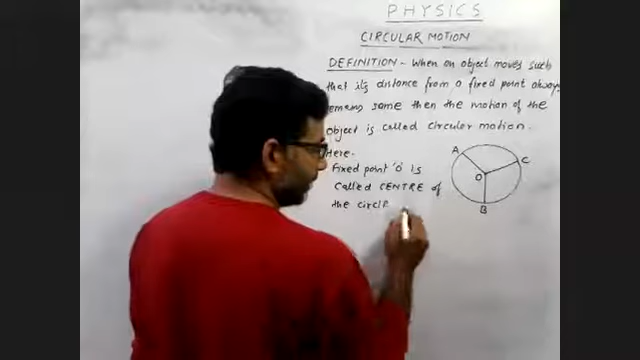 PHYSICS
CIRCULAR MOTION
DEFINITION - When an object moves such
that its distance from a fixed point always
remains same then the motion of the
object is called circular motion.
Here.
Fixed point 'O' is
Called CENTRE of
the circle
A
C
O
B